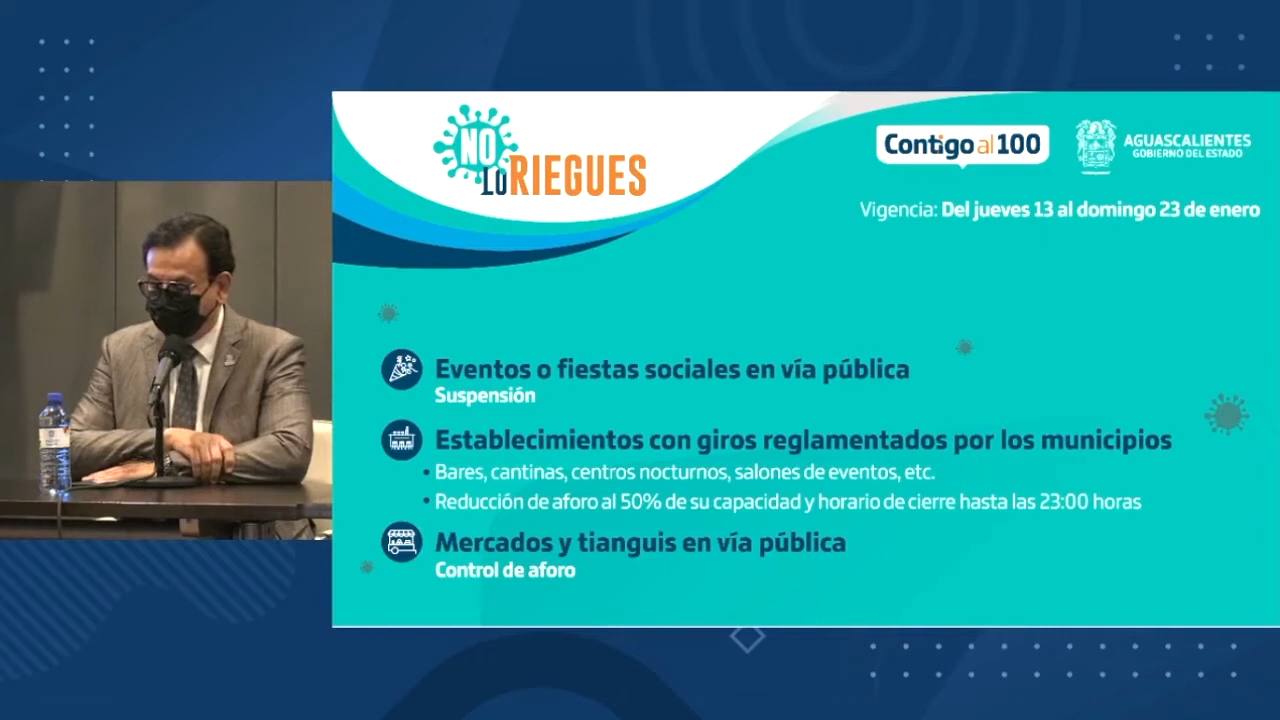 NO
LO RIEGUES
Contigo al 100
AGUASCALIENTES
GOBIERNO DEL ESTADO
Vigencia: Del jueves 13 al domingo 23 de enero
Eventos o fiestas sociales en vía pública
Suspensión
Establecimientos con giros reglamentados por los municipios
• Bares, cantinas, centros nocturnos, salones de eventos, etc.
• Reducción de aforo al 50% de su capacidad y horario de cierre hasta las 23:00 horas
Mercados y tianguis en vía pública
Control de aforo